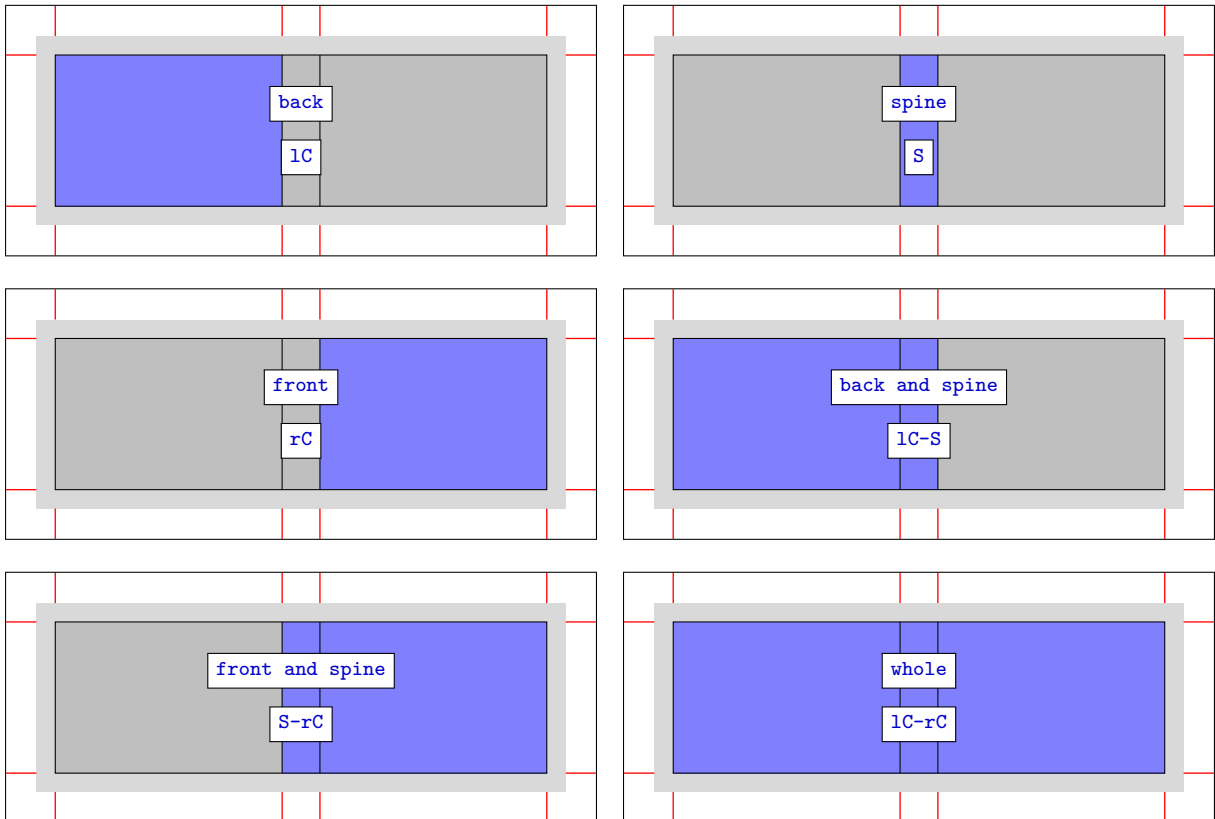 back
lC
spine
S
front
rC
back and spine
lC-S
front and spine
S-rC
whole
lC-rC